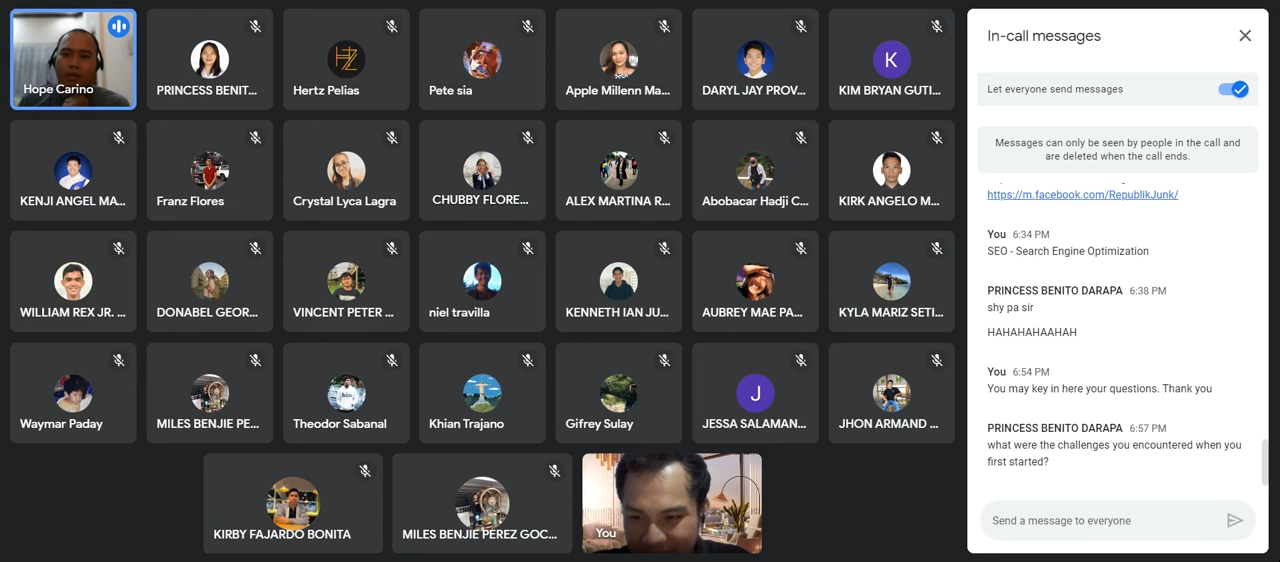 Hope Carino
PRINCESS BENIT...
Hertz Pelias
HZ
Pete sia
Apple Millenn Ma...
DARYL JAY PROV...
K
KIM BRYAN GUTI...
KENJI ANGEL MA...
Franz Flores
Crystal Lyca Lagra
CHUBBY FLORE...
ALEX MARTINA R...
Abobacar Hadji C...
KIRK ANGELO M...
WILLIAM REX JR. ...
DONABEL GEOR...
VINCENT PETER ...
niel travilla
KENNETH IAN JU...
AUBREY MAE PA...
KYLA MARIZ SETI...
Waymar Paday
MILES BENJIE PE...
Theodor Sabanal
Khian Trajano
Gifrey Sulay
J
JESSA SALAMAN...
JHON ARMAND ...
KIRBY FAJARDO BONITA
MILES BENJIE PEREZ GOC...
You
In-call messages
Let everyone send messages
Messages can only be seen by people in the call and
are deleted when the call ends.
https://m.facebook.com/RepublikJunk/
You 6:34 PM
SEO - Search Engine Optimization
PRINCESS BENITO DARAPA 6:38 PM
shy pa sir
HAHAHAHAAHAH
You 6:54 PM
You may key in here your questions. Thank you
PRINCESS BENITO DARAPA 6:57 PM
what were the challenges you encountered when you
first started?
Send a message to everyone